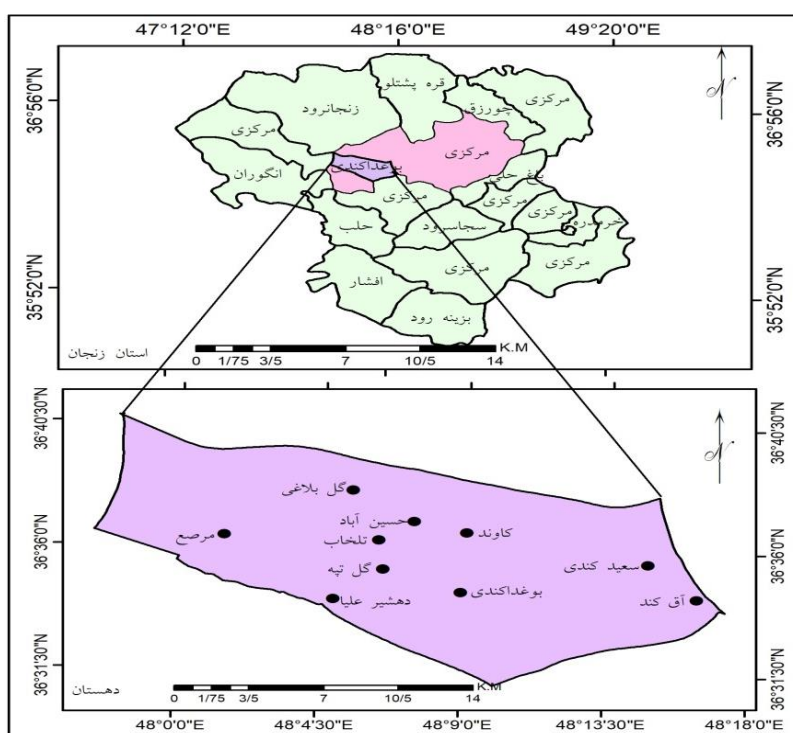 47°12'0"E 48°16'0"E 49°20'0"E
36°56'0"N
36°56'0"N
35°52'0"N
35°52'0"N
N
قره پشتلو
مرکزی
زنجانرود
چورزق
مرکزی
مرکزی
بوغداکندی
انگوران
باغ حلی
مرکزی
مرکزی
مرکزی
خرمدره
حلب
سجاسرود
مرکزی
مرکزی
افشار
بزینه رود
استان زنجان
K.M
0 1/75 3/5 7 10/5 14
36°40'30"N
36°40'30"N
36°36'0"N
36°36'0"N
36°31'30"N
36°31'30"N
N
گل بلاغی
حسین آباد
کاوند
مرصع
تلخاب
سعید کندی
گل تپه
بوغداکندی
دهشیر علیا
آق کند
دهستان
K.M
0 1/75 3/5 7 10/5 14
48°0'0"E 48°4'30"E 48°9'0"E 48°13'30"E 48°18'0"E